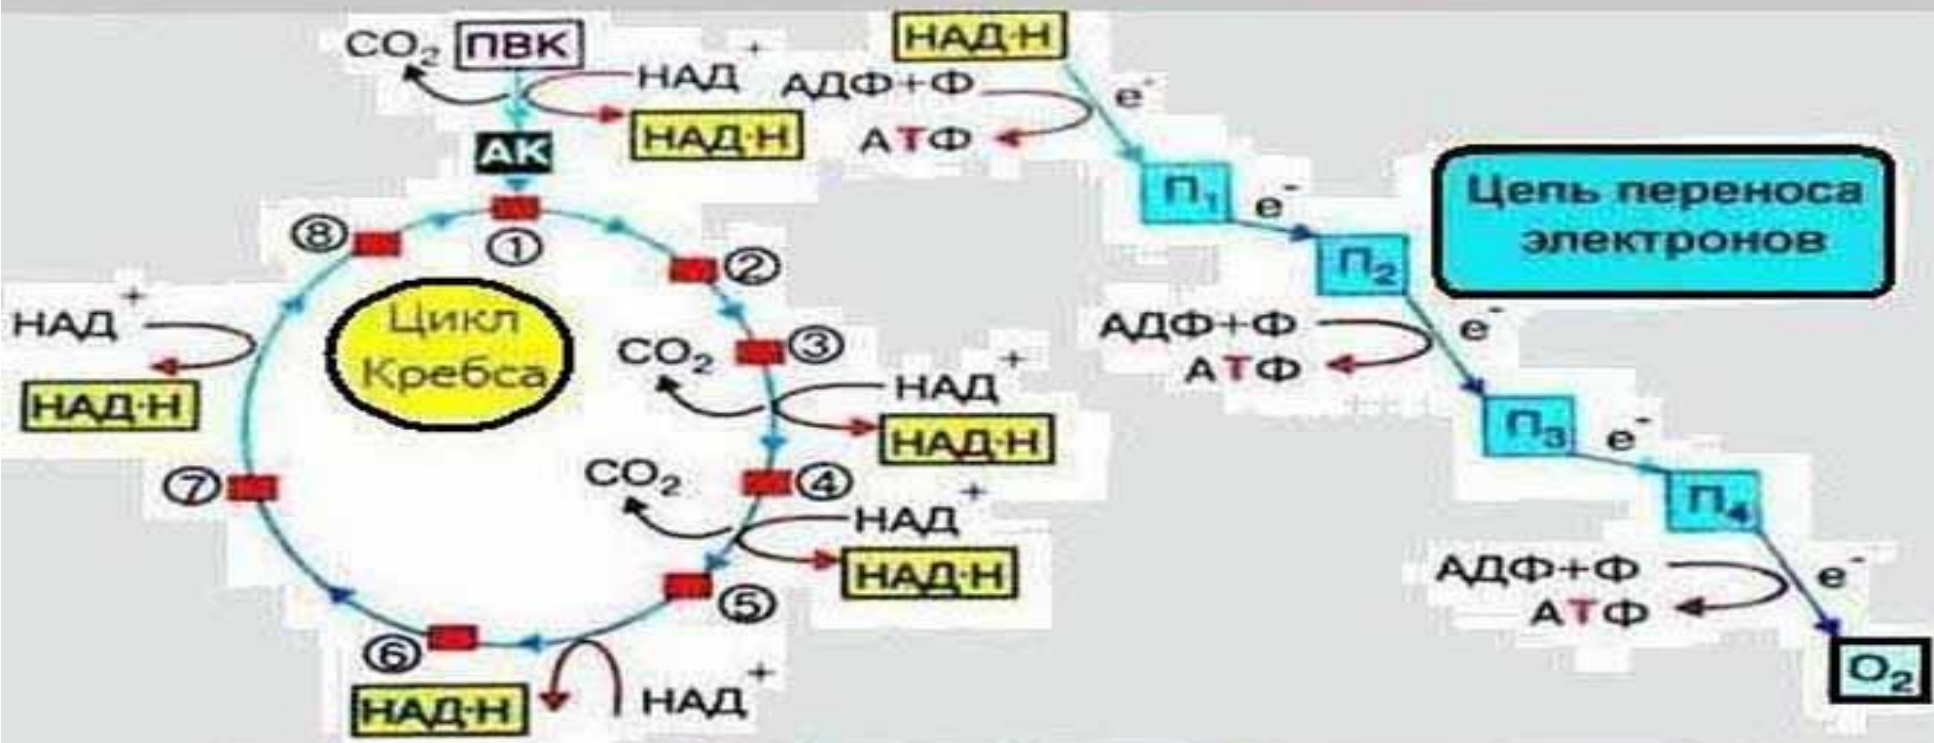 CO₂
ПВК
НАД⁺
НАД·Н
АК
①
②
③
④
⑤
⑥
⑦
⑧
Цикл
Кребса
CO₂
НАД⁺
НАД·Н
CO₂
НАД⁺
НАД·Н
НАД·Н
НАД⁺
НАД⁺
НАД·Н
НАД·Н
АДФ+Ф
АТФ
e⁻
П₁
e⁻
П₂
АДФ+Ф
АТФ
e⁻
П₃
e⁻
П₄
АДФ+Ф
АТФ
e⁻
O₂
Цепь переноса
электронов